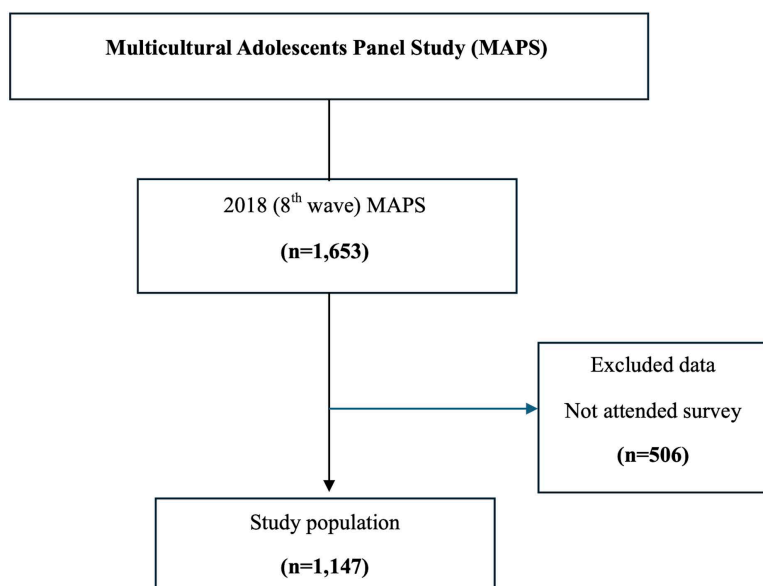 Multicultural Adolescents Panel Study (MAPS)
2018 (8th wave) MAPS
(n=1,653)
Excluded data
Not attended survey
(n=506)
Study population
(n=1,147)